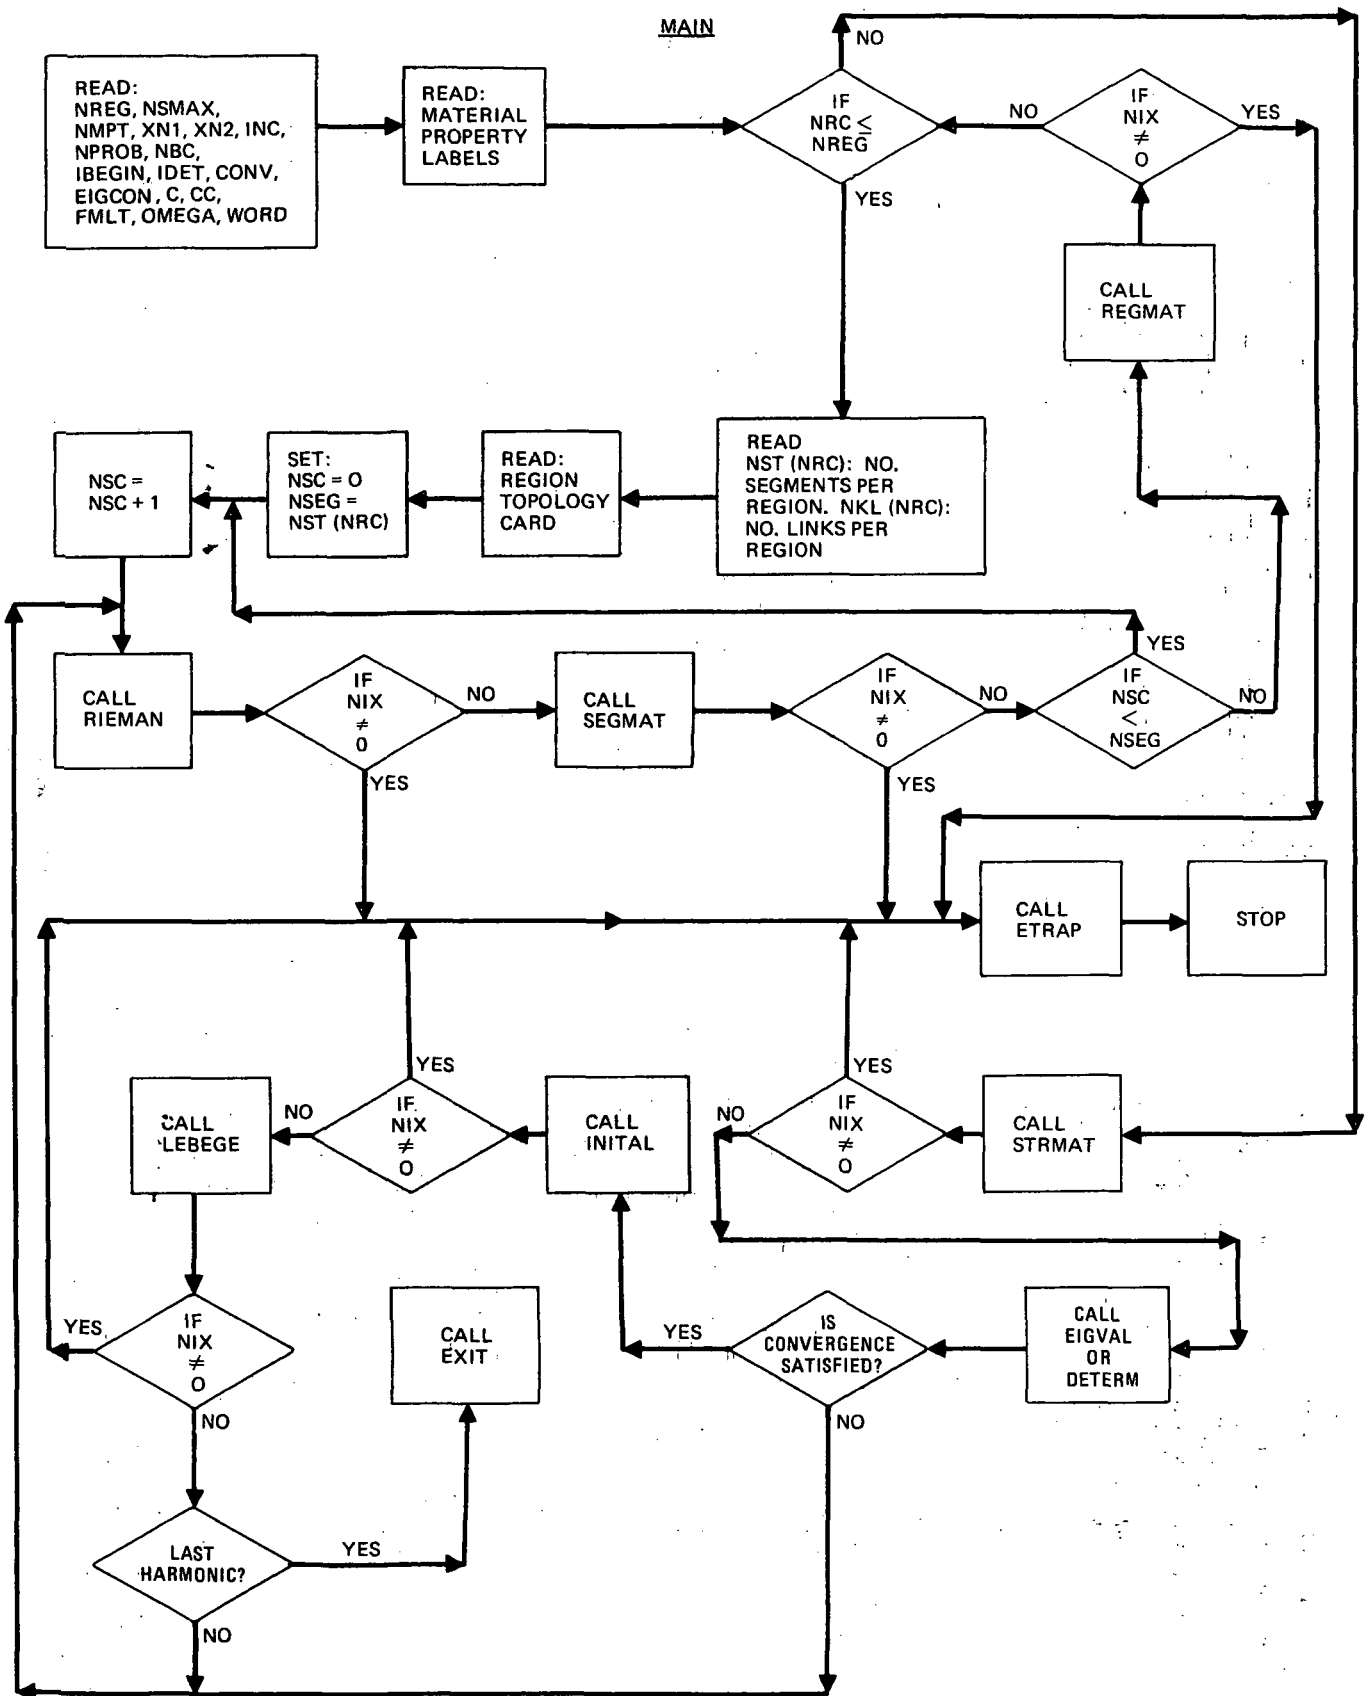 MAIN
READ:
NREG, NSMAX,
NMPT, XN1, XN2, INC,
NPROB, NBC,
IBEGIN, IDET, CONV,
EIGCON, C, CC,
FMLT, OMEGA, WORD
READ:
MATERIAL
PROPERTY
LABELS
IF
NRC ≤
NREG
NO
YES
IF
NIX
≠
0
NO
YES
CALL
REGMAT
NSC =
NSC + 1
SET:
NSC = 0
NSEG =
NST (NRC)
READ:
REGION
TOPOLOGY
CARD
READ
NST (NRC): NO.
SEGMENTS PER
REGION. NKL (NRC):
NO. LINKS PER
REGION
CALL
RIEMAN
IF
NIX
≠
0
NO
YES
CALL
SEGMAT
IF
NIX
≠
0
NO
YES
IF
NSC
<
NSEG
YES
NO
CALL
ETRAP
STOP
CALL
LEBEGE
NO
IF
NIX
≠
0
YES
CALL
INITAL
NO
IF
NIX
≠
0
YES
CALL
STRMAT
YES
IF
NIX
≠
0
NO
CALL
EXIT
YES
IS
CONVERGENCE
SATISFIED?
NO
CALL
EIGVAL
OR
DETERM
LAST
HARMONIC?
YES
NO